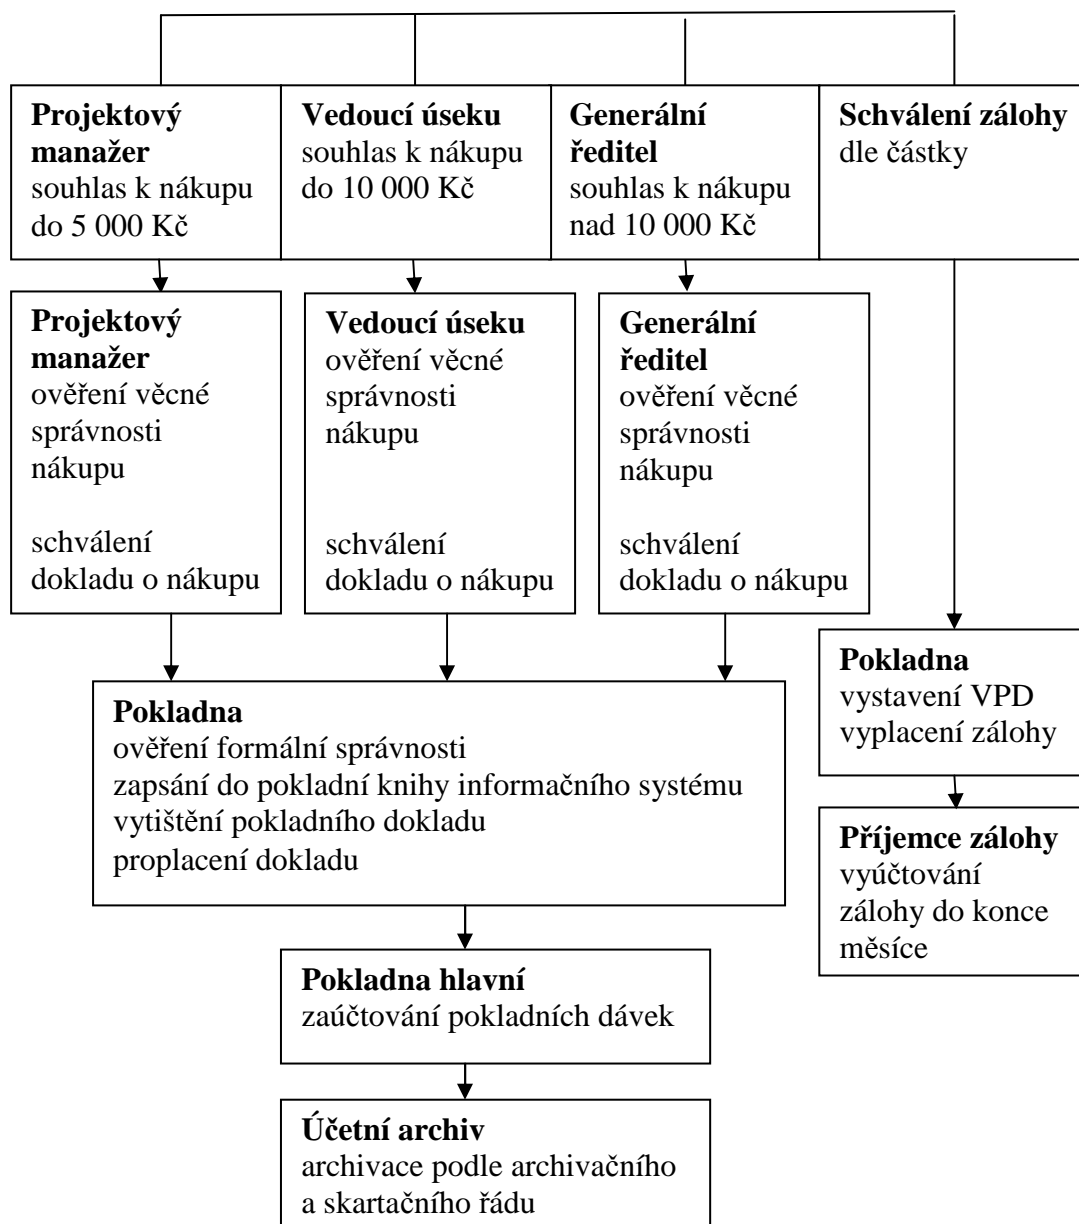 Projektový
manažer
souhlas k nákupu
do 5 000 Kč
Vedoucí úseku
souhlas k nákupu
do 10 000 Kč
Generální
ředitel
souhlas k nákupu
nad 10 000 Kč
Schválení zálohy
dle částky
Projektový
manažer
ověření věcné
správnosti
nákupu
schválení
dokladu o nákupu
Vedoucí úseku
ověření věcné
správnosti
nákupu
schválení
dokladu o nákupu
Generální
ředitel
ověření věcné
správnosti
nákupu
schválení
dokladu o nákupu
Pokladna
vystavení VPD
vyplacení zálohy
Pokladna
ověření formální správnosti
zapsání do pokladní knihy informačního systému
vytištění pokladního dokladu
proplacení dokladu
Příjemce zálohy
vyúčtování
zálohy do konce
měsíce
Pokladna hlavní
zaúčtování pokladních dávek
Účetní archiv
archivace podle archivačního
a skartačního řádu